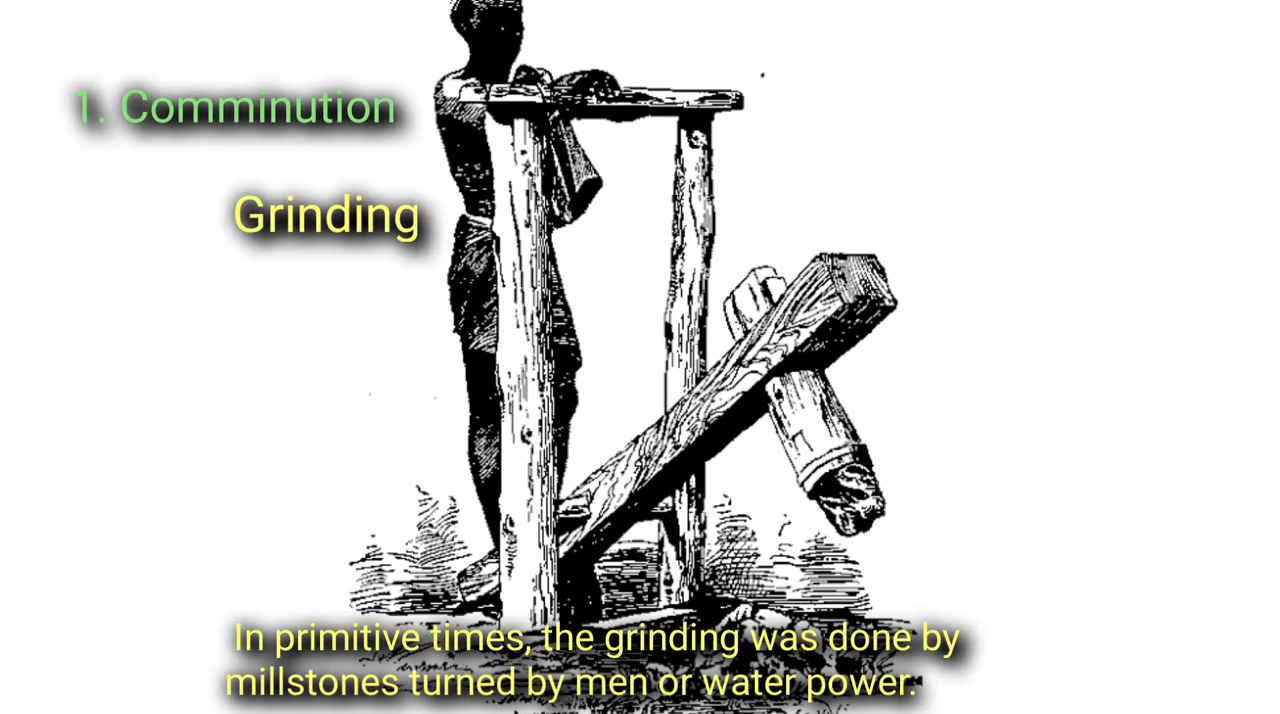 1. Comminution
Grinding
In primitive times, the grinding was done by
millstones turned by men or water power.